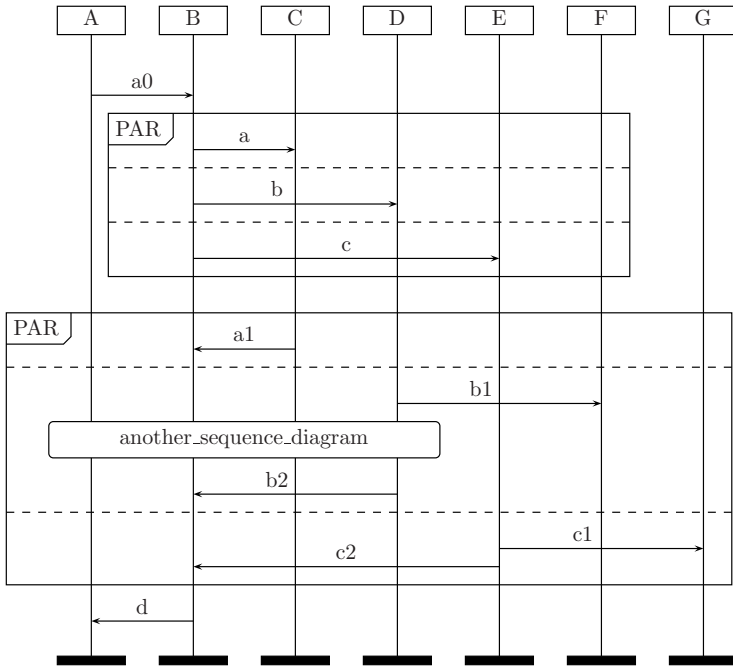 A B C D E F G
a0
PAR
a
b
c
PAR
a1
b1
another_sequence_diagram
b2
c1
c2
d